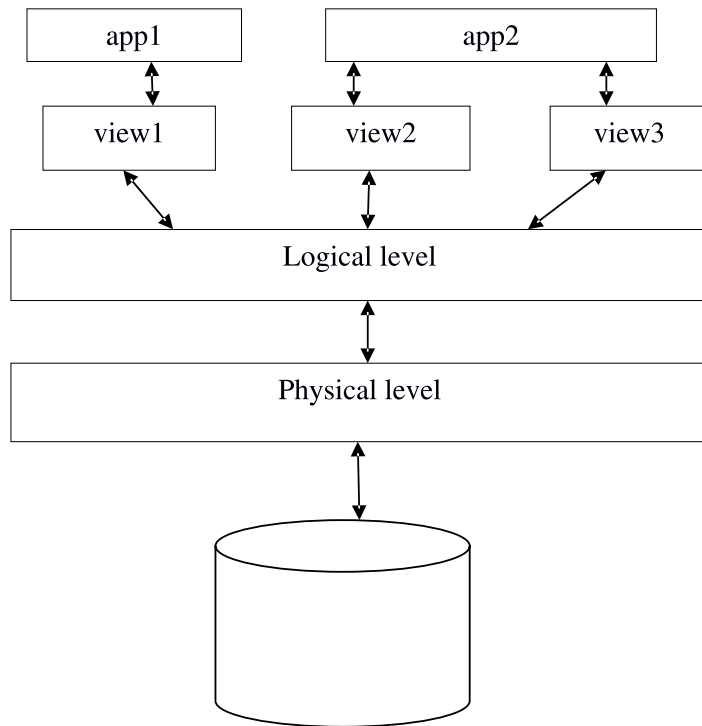 app1
app2
view1
view2
view3
Logical level
Physical level